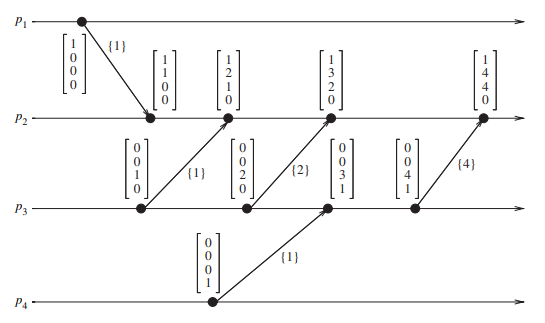 p1
{1}
1 0 0 0
1 1 0 0
1 2 1 0
1 3 2 0
1 4 4 0
p2
0 0 1 0
{1}
0 0 2 0
{2}
0 0 3 1
0 0 4 1
{4}
p3
0 0 0 1
{1}
p4